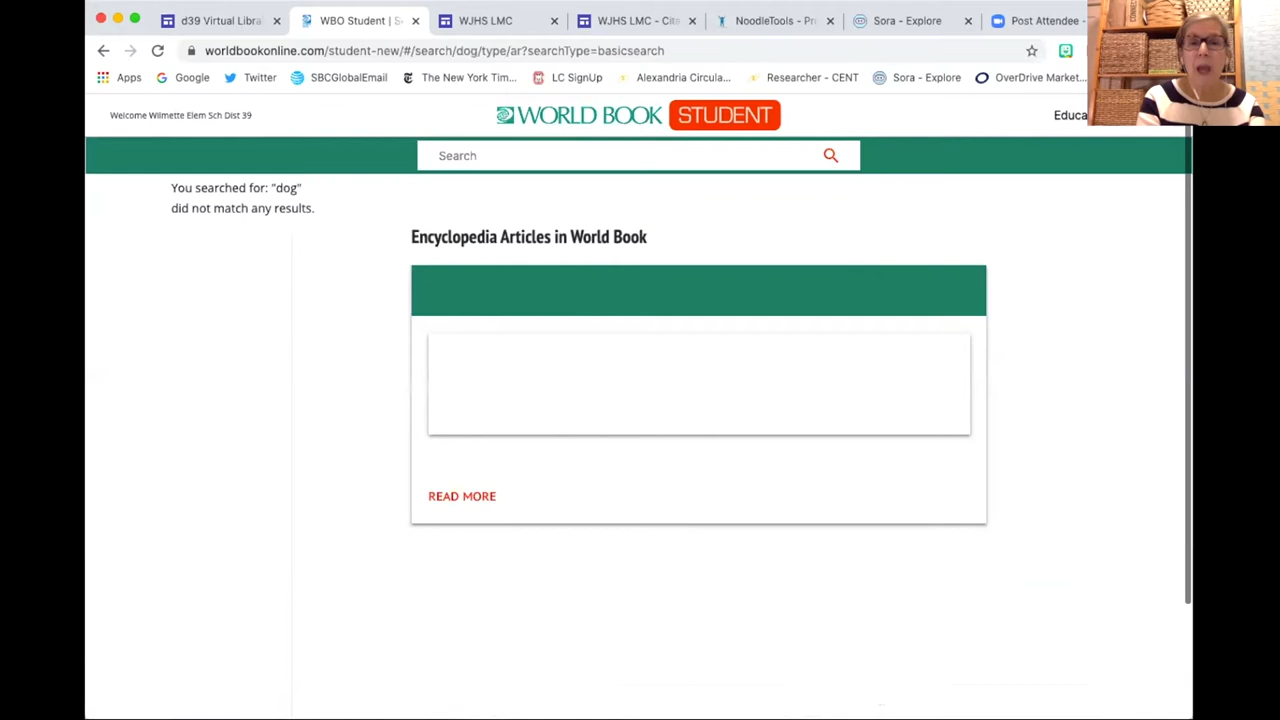 d39 Virtual Libra
WBO Student | S
WJHS LMC
WJHS LMC - Cita
NoodleTools - Pr
Sora - Explore
Post Attendee -
worldbookonline.com/student-new/#/search/dog/type/ar?searchType=basicsearch
Apps
Google
Twitter
SBCGlobalEmail
The New York Tim...
LC SignUp
Alexandria Circula...
Researcher - CENT
Sora - Explore
OverDrive Market...
Welcome Wilmette Elem Sch Dist 39
WORLD BOOK STUDENT
Educa
Search
You searched for: "dog"
did not match any results.
Encyclopedia Articles in World Book
READ MORE